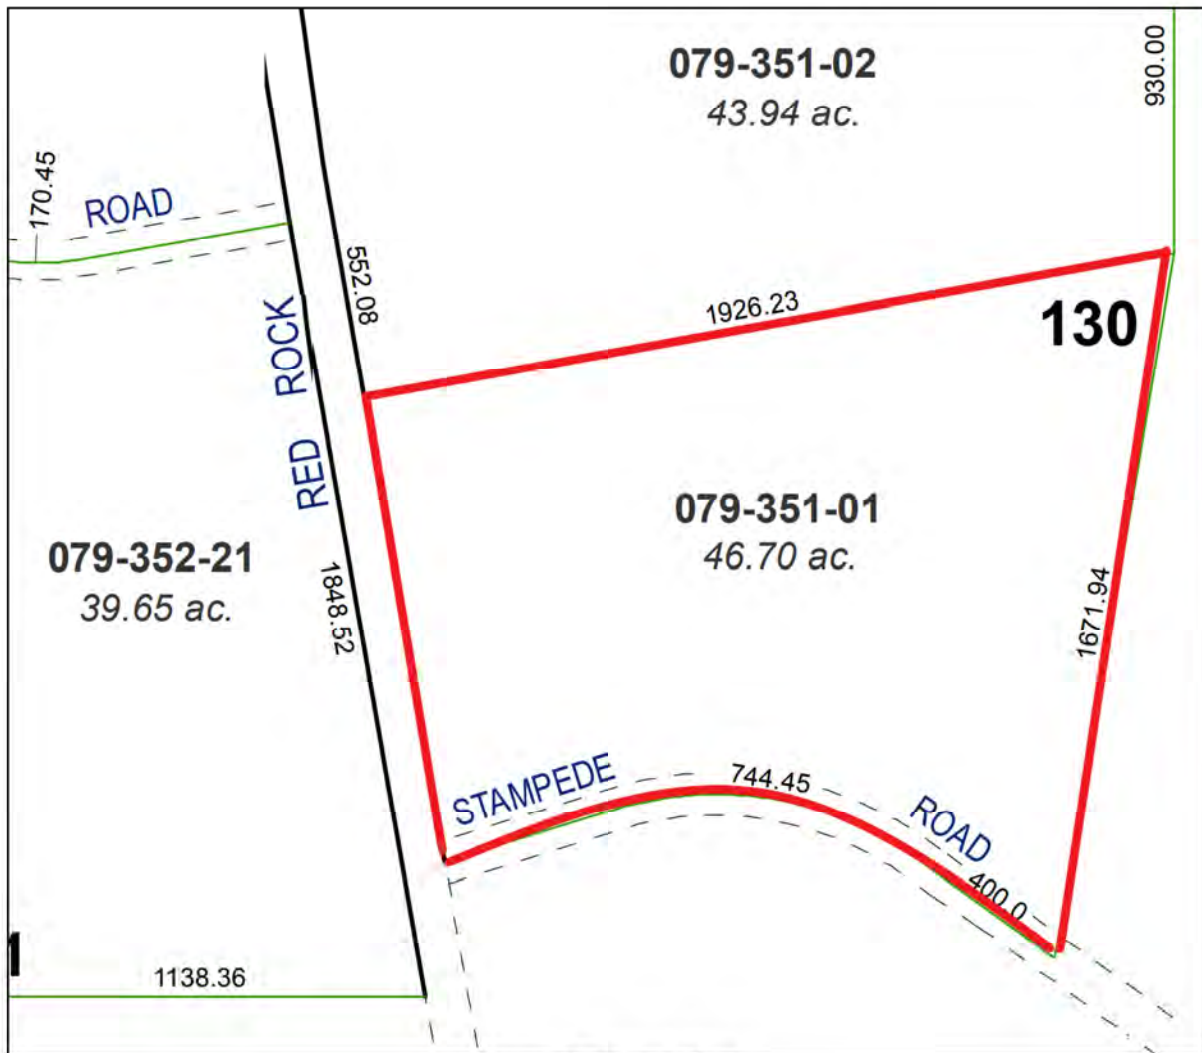 079-351-02
43.94 ac.
930.00
170.45
ROAD
552.08
1926.23
130
RED ROCK
079-351-01
46.70 ac.
079-352-21
39.65 ac.
1848.52
1671.94
STAMPEDE
744.45
ROAD
400.0
1138.36